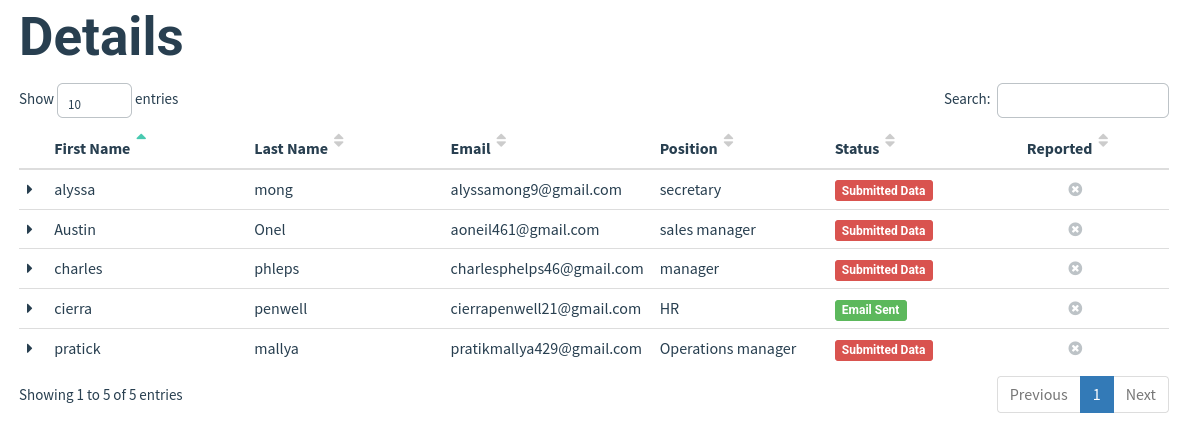 Details
Show 10 entries Search:
First Name Last Name Email Position Status Reported
alyssa mong alyssamong9@gmail.com secretary Submitted Data
Austin Onel aoneil461@gmail.com sales manager Submitted Data
charles phleps charlesphelps46@gmail.com manager Submitted Data
cierra penwell cierrapenwell21@gmail.com HR Email Sent
pratick mallya pratikmallya429@gmail.com Operations manager Submitted Data
Showing 1 to 5 of 5 entries Previous 1 Next